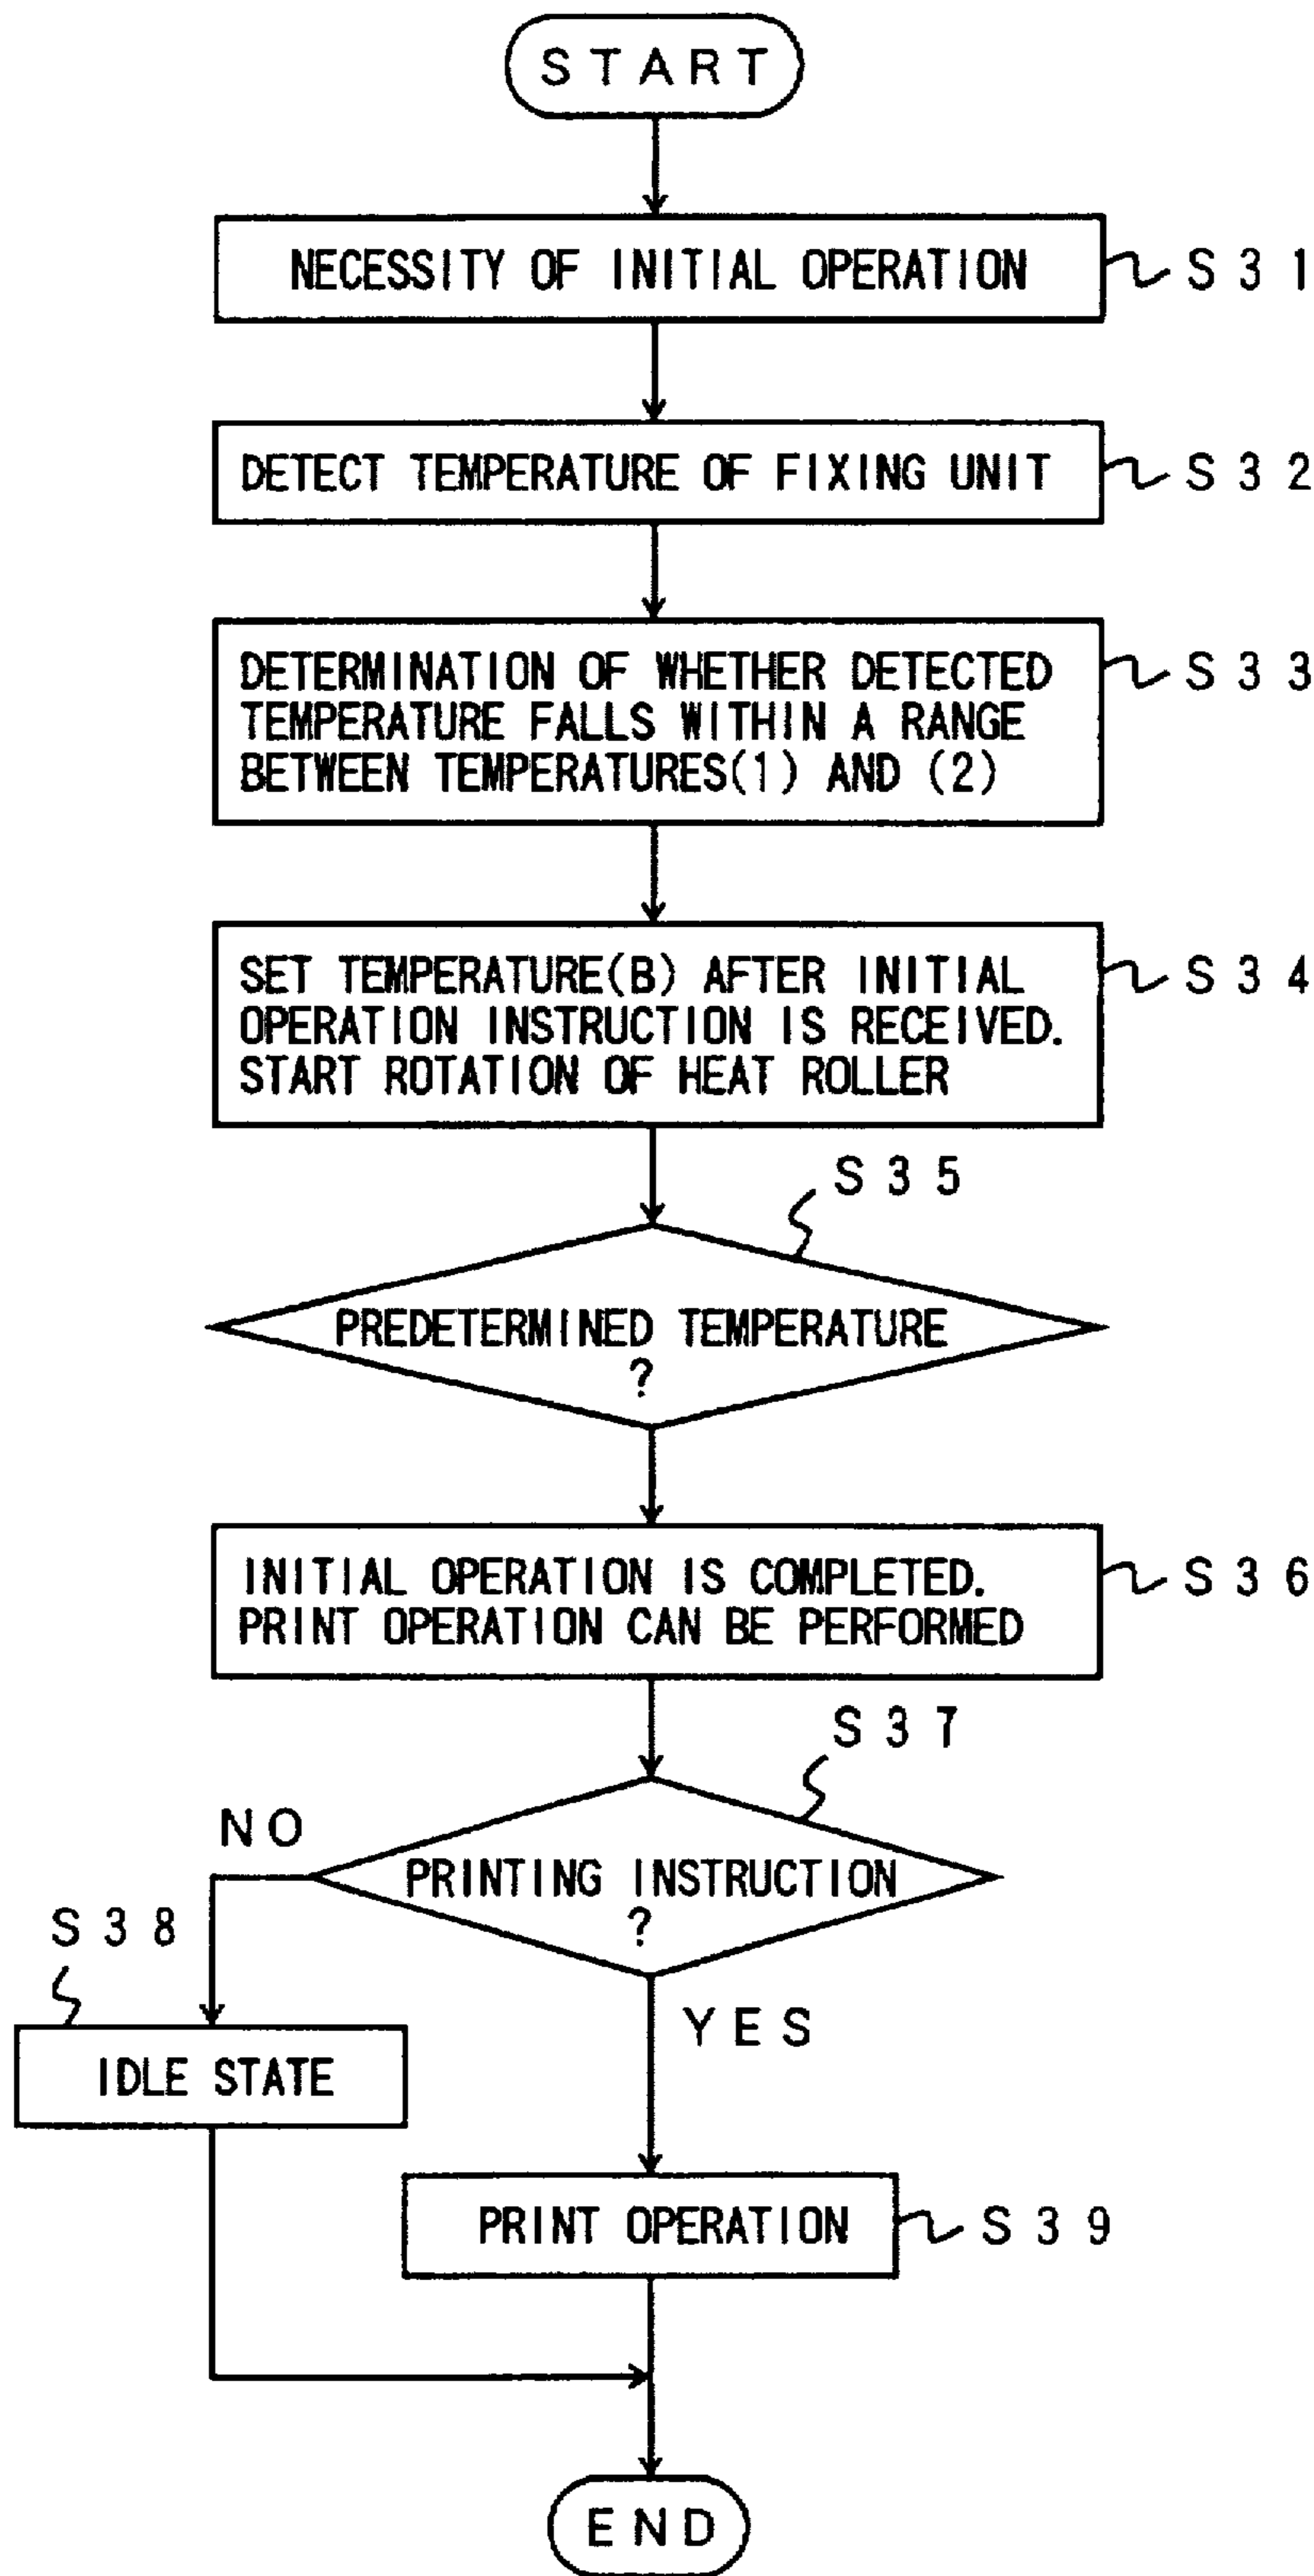 START
NECESSITY OF INITIAL OPERATION
S31
DETECT TEMPERATURE OF FIXING UNIT
S32
DETERMINATION OF WHETHER DETECTED
TEMPERATURE FALLS WITHIN A RANGE
BETWEEN TEMPERATURES(1) AND (2)
S33
SET TEMPERATURE(B) AFTER INITIAL
OPERATION INSTRUCTION IS RECEIVED.
START ROTATION OF HEAT ROLLER
S34
S35
PREDETERMINED TEMPERATURE
?
INITIAL OPERATION IS COMPLETED.
PRINT OPERATION CAN BE PERFORMED
S36
S37
NO
PRINTING INSTRUCTION
?
S38
YES
IDLE STATE
PRINT OPERATION
S39
END